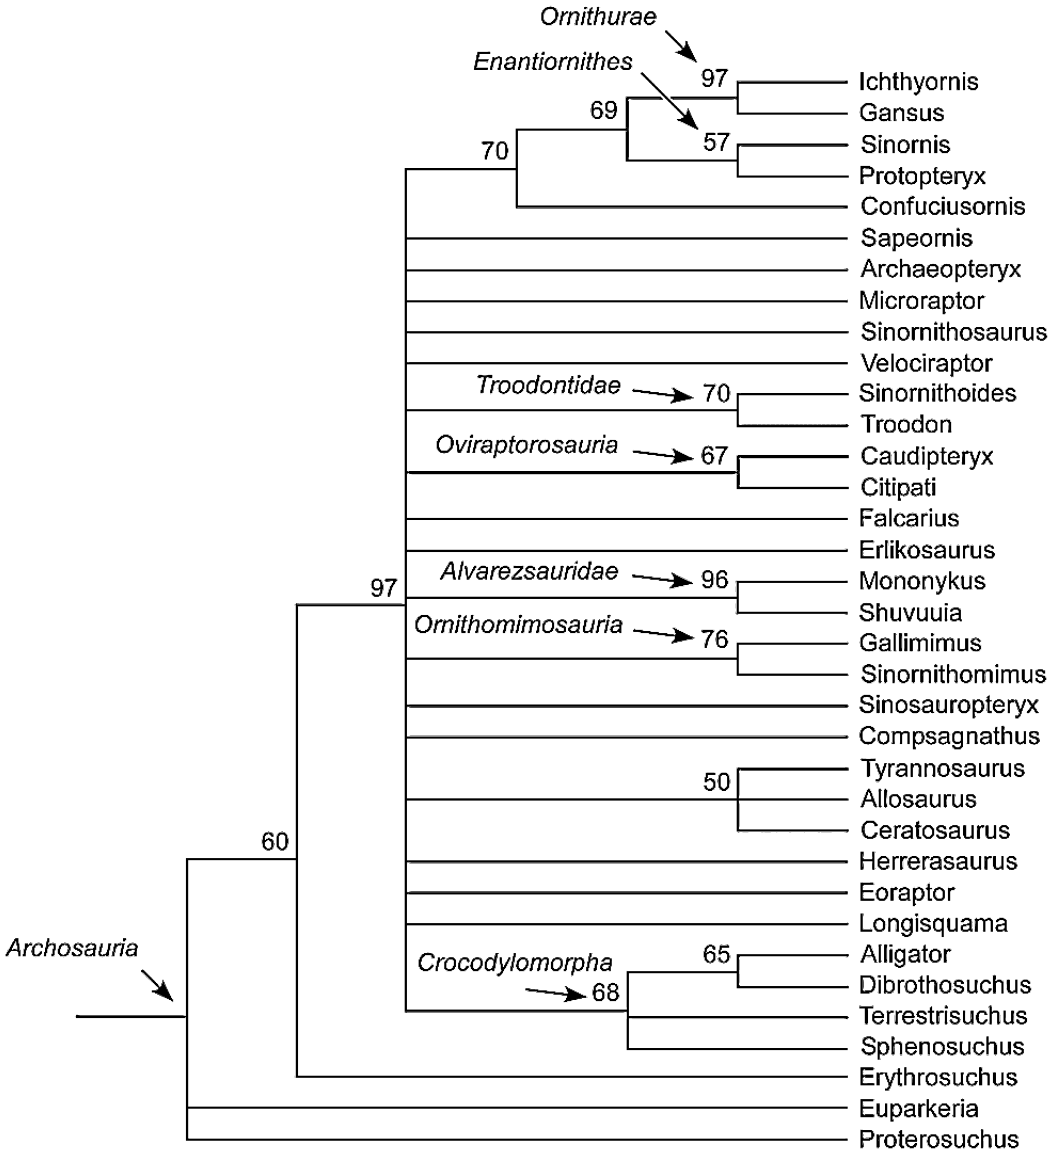 Ornithurae
Enantiornithes
97
Ichthyornis
Gansus
69
57
Sinornis
70
Protopteryx
Confuciusornis
Sapeornis
Archaeopteryx
Microraptor
Sinornithosaurus
Velociraptor
Troodontidae
70
Sinornithoides
Troodon
Oviraptorosauria
67
Caudipteryx
Citipati
Falcarius
Erlikosaurus
Alvarezsauridae
96
Mononykus
97
Shuvuuia
Ornithomimosauria
76
Gallimimus
Sinornithomimus
Sinosauropteryx
Compsagnathus
Tyrannosaurus
50
Allosaurus
Ceratosaurus
60
Herrerasaurus
Eoraptor
Longisquama
Archosauria
65
Alligator
Crocodylomorpha
68
Dibrothosuchus
Terrestrisuchus
Sphenosuchus
Erythrosuchus
Euparkeria
Proterosuchus